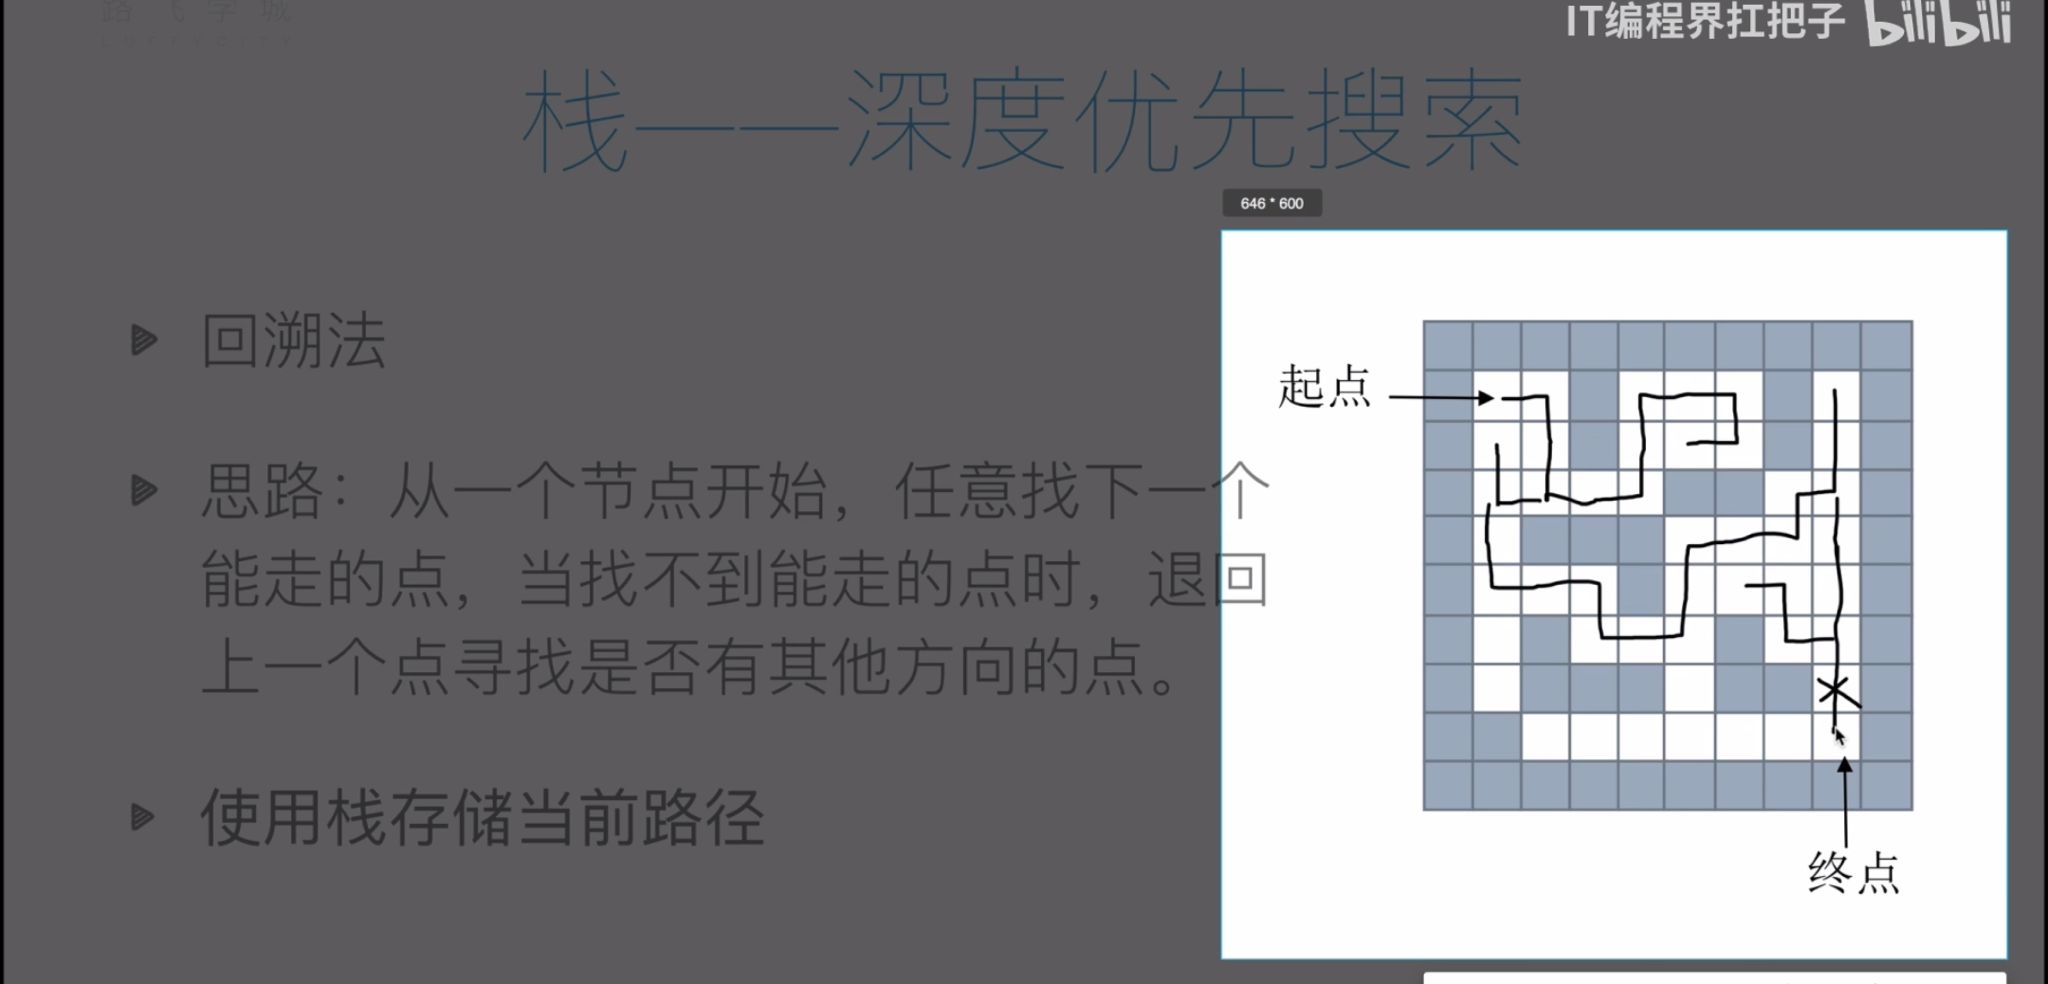 路飞学城
LUFFYCITY
IT编程界扛把子 bilibili
栈——深度优先搜索
646 * 600
回溯法
思路：从一个节点开始，任意找下一个
能走的点，当找不到能走的点时，退回
上一个点寻找是否有其他方向的点。
使用栈存储当前路径
起点
终点